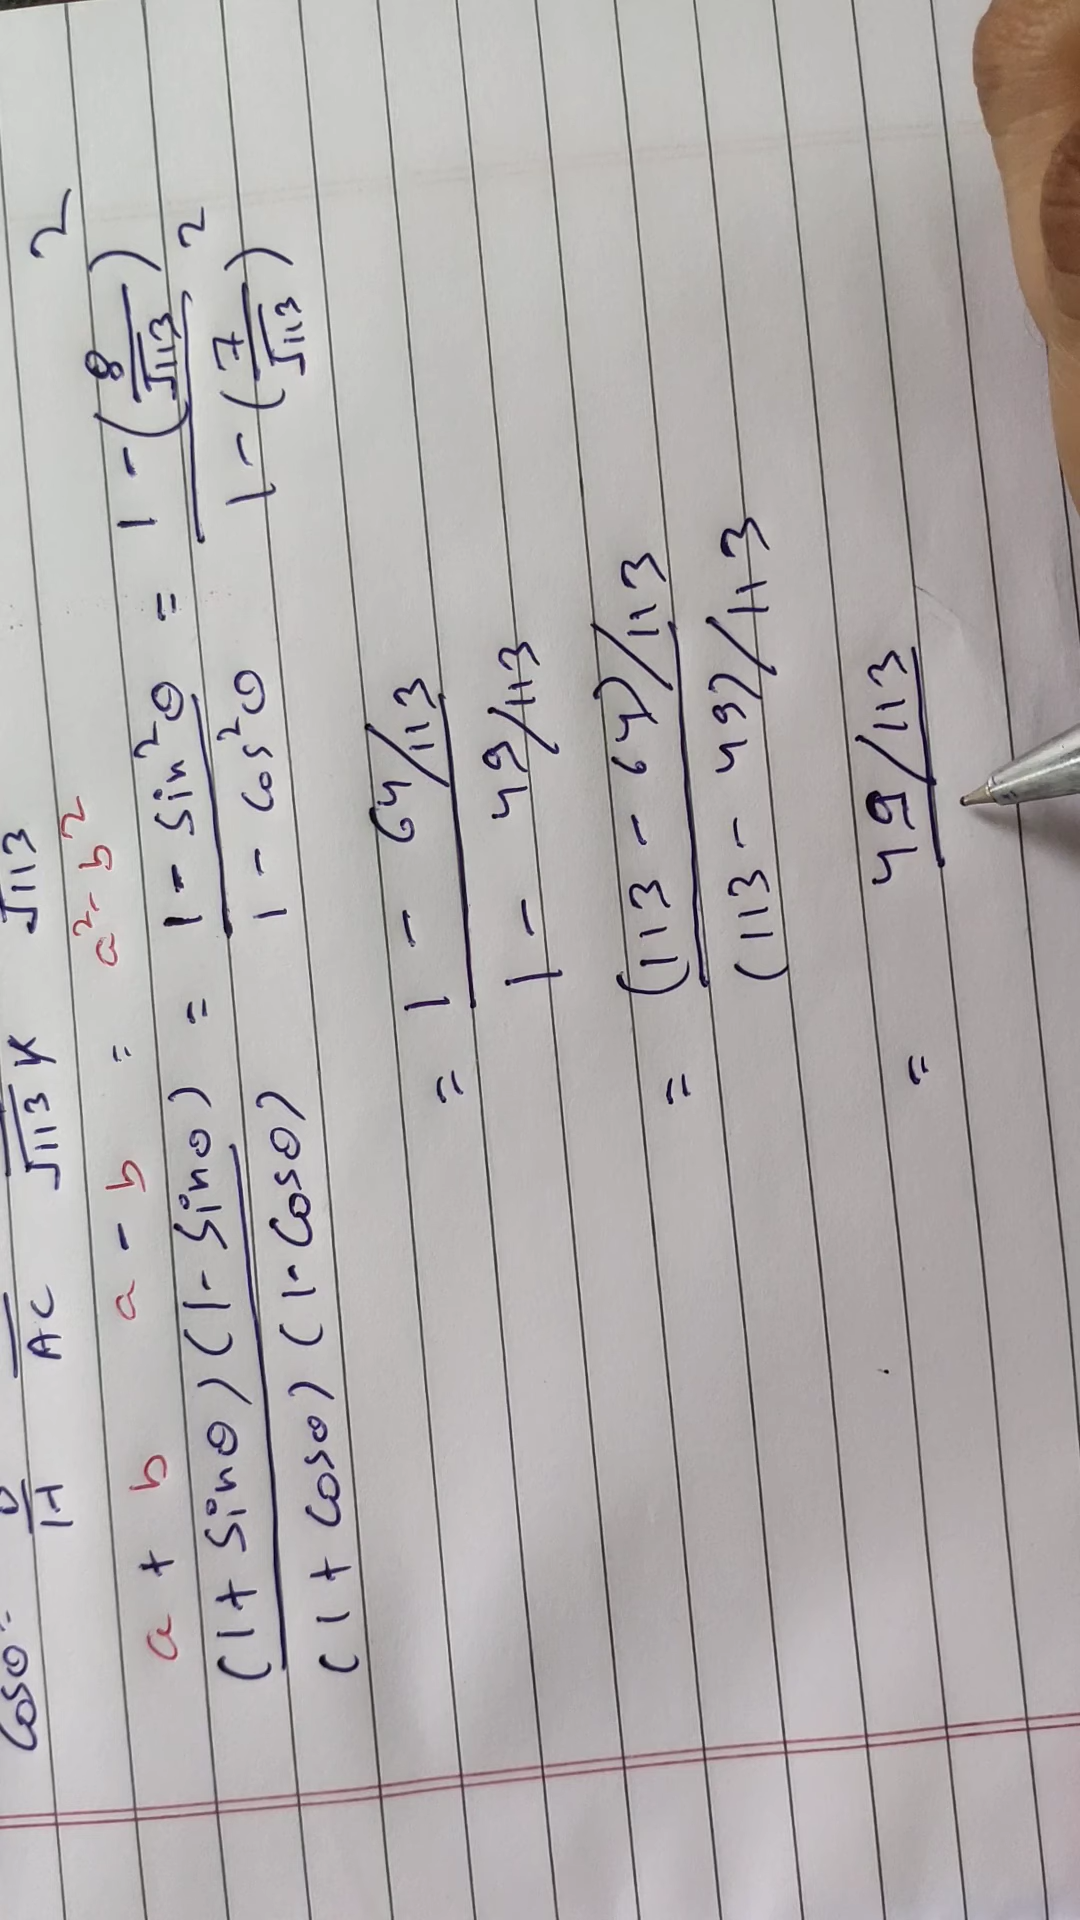 cosθ = B/H AC √113 K √113
a + b a - b = a² - b²
(1 + sinθ) (1 - sinθ) = 1 - sin²θ = 1 - (8/√113)²
(1 + cosθ) (1 - cosθ) 1 - cos²θ 1 - (7/√113)²
= 1 - 64/113
1 - 49/113
= (113 - 64)/113
(113 - 49)/113
= 49/113